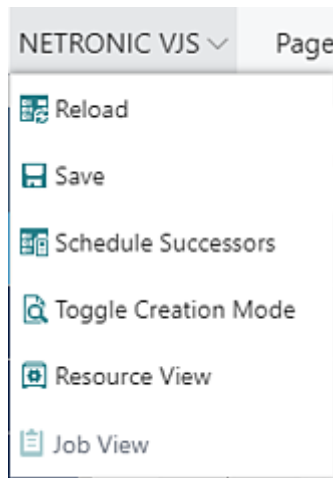 NETRONIC VJS Page
Reload
Save
Schedule Successors
Toggle Creation Mode
Resource View
Job View